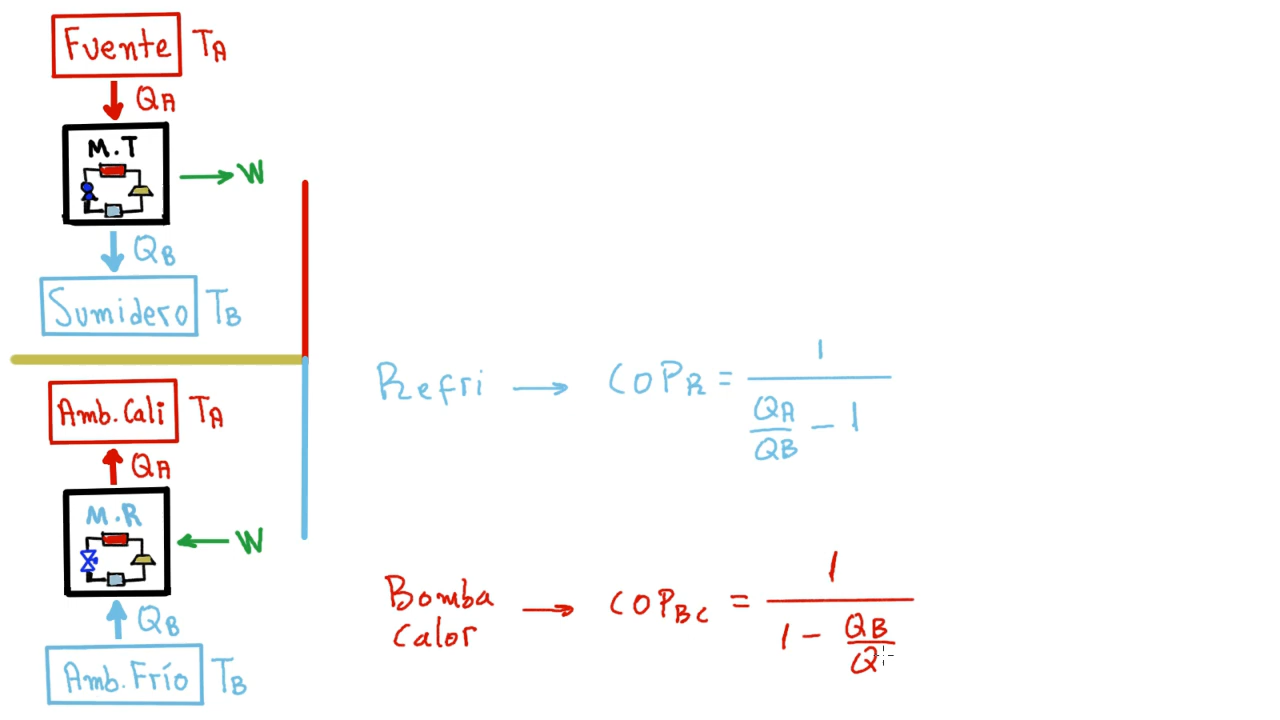 Fuente TA
QA
M.T
W
QB
Sumidero TB
Amb.Cali TA
QA
M.R
W
QB
Amb.Frío TB
Refri → COPR = 1 / (QA/QB − 1)
Bomba Calor → COPBC = 1 / (1 − QB/Q)